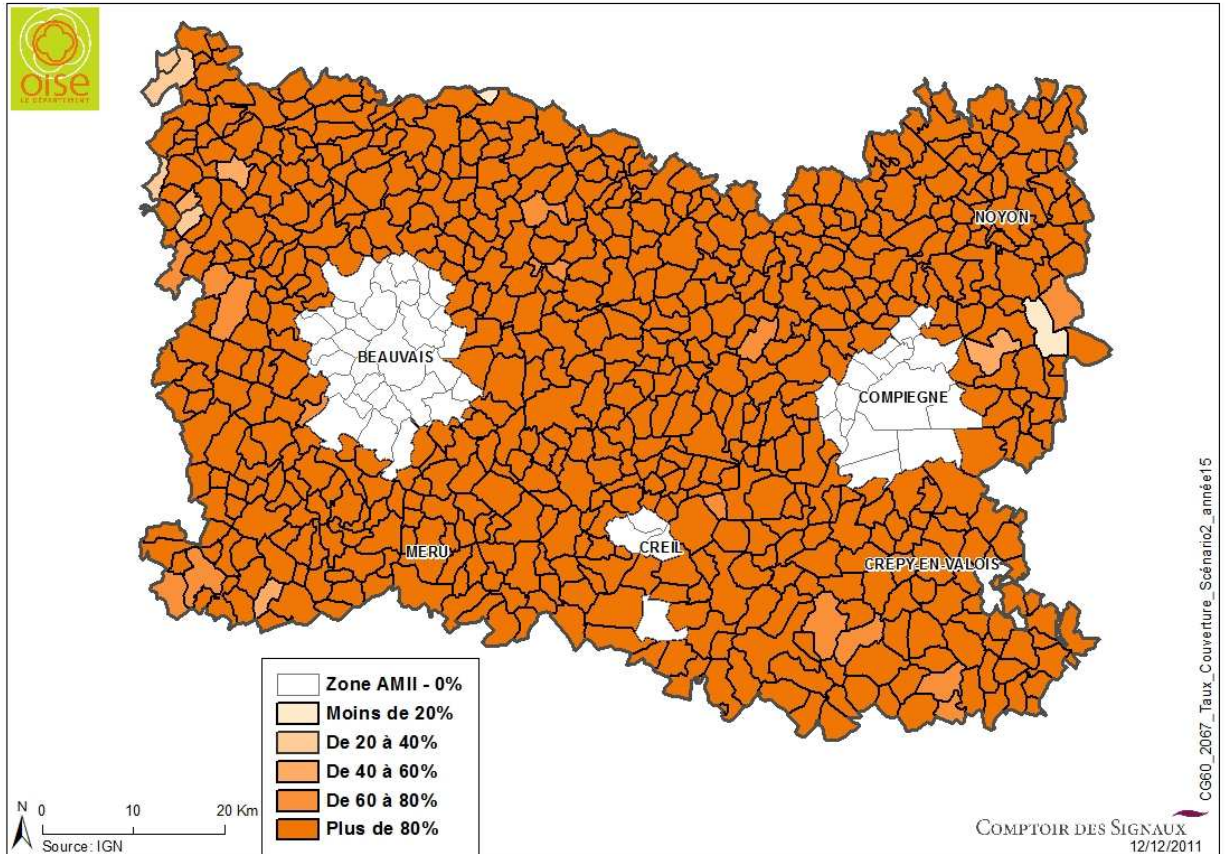 oise
LE DÉPARTEMENT
NOYON
BEAUVAIS
COMPIEGNE
CREIL
MERU
CREPY-EN-VALOIS
Zone AMII - 0%
Moins de 20%
De 20 à 40%
De 40 à 60%
De 60 à 80%
Plus de 80%
N 0 10 20 Km
Source: IGN
CG60_2067_Taux_Couverture_Scénario2_année15
COMPTOIR DES SIGNAUX
12/12/2011